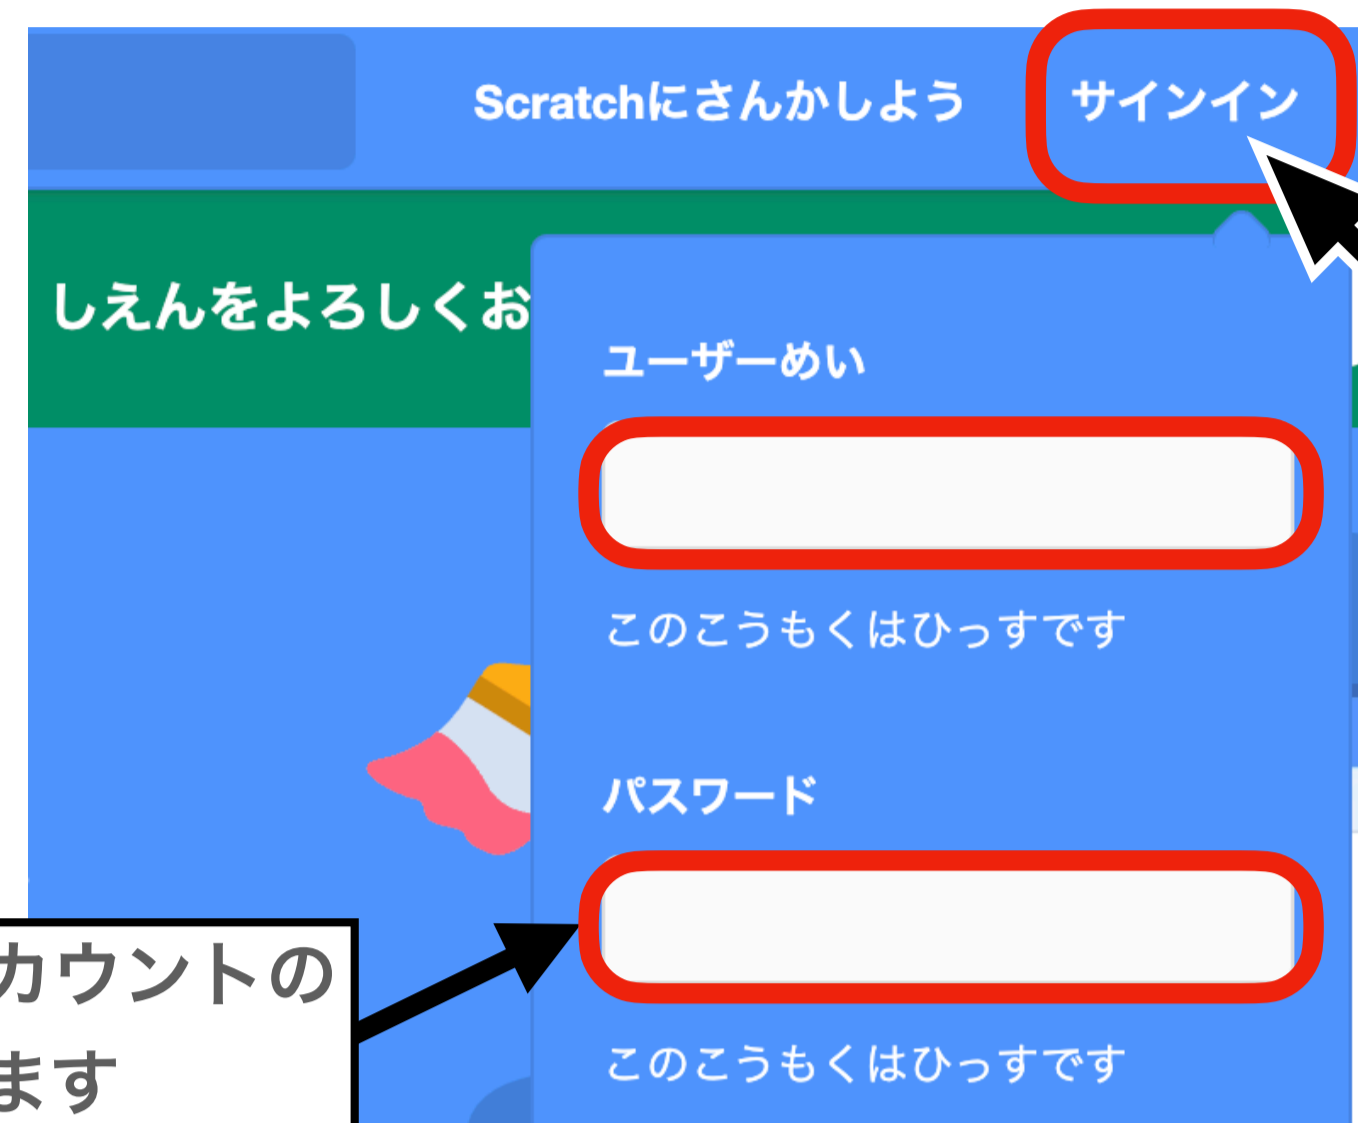 Scratchにさんかしよう サインイン
しえんをよろしくお
ユーザーめい
このこうもくはひっすです
パスワード
このこうもくはひっすです
カウントの
ます